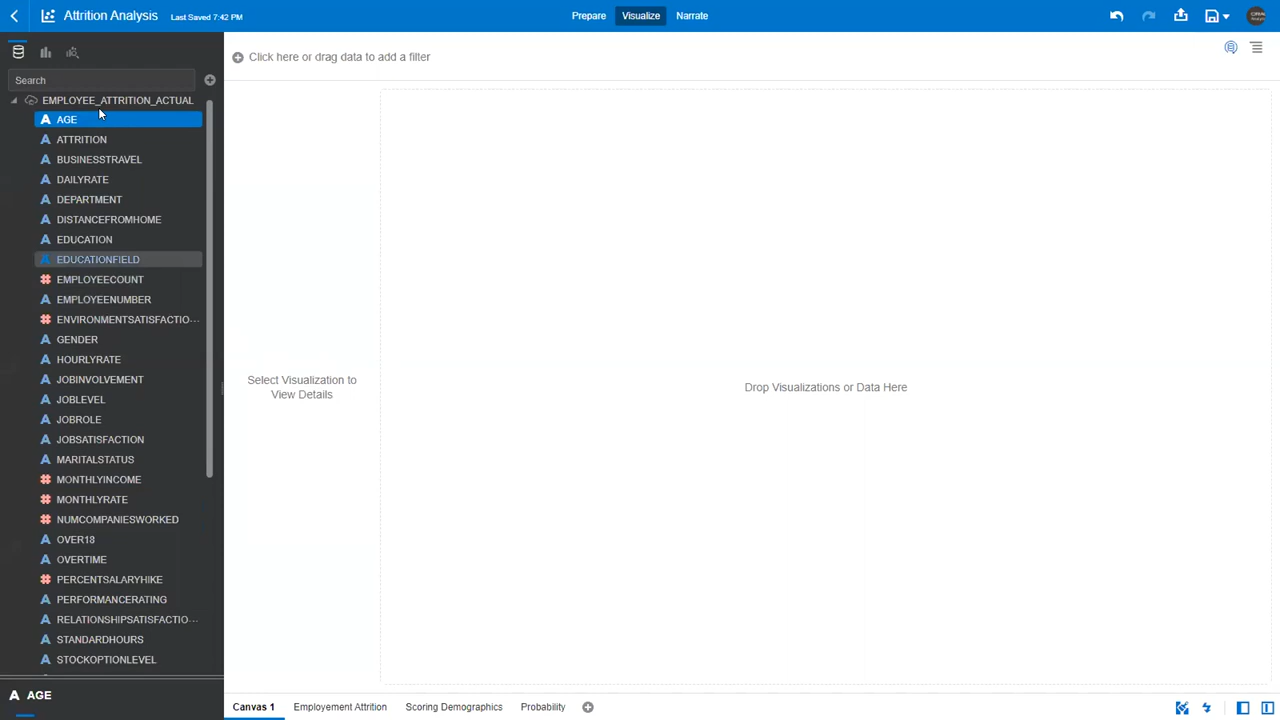 Attrition Analysis Last Saved 7:42 PM Prepare Visualize Narrate
Search
EMPLOYEE_ATTRITION_ACTUAL
A AGE
A ATTRITION
A BUSINESSTRAVEL
A DAILYRATE
A DEPARTMENT
A DISTANCEFROMHOME
A EDUCATION
A EDUCATIONFIELD
# EMPLOYEECOUNT
A EMPLOYEENUMBER
# ENVIRONMENTSATISFACTIO···
A GENDER
A HOURLYRATE
A JOBINVOLVEMENT
A JOBLEVEL
A JOBROLE
A JOBSATISFACTION
A MARITALSTATUS
# MONTHLYINCOME
# MONTHLYRATE
# NUMCOMPANIESWORKED
A OVER18
A OVERTIME
# PERCENTSALARYHIKE
A PERFORMANCERATING
A RELATIONSHIPSATISFACTIO···
A STANDARDHOURS
A STOCKOPTIONLEVEL
A AGE
Click here or drag data to add a filter
Select Visualization to
View Details
Drop Visualizations or Data Here
Canvas 1 Employement Attrition Scoring Demographics Probability